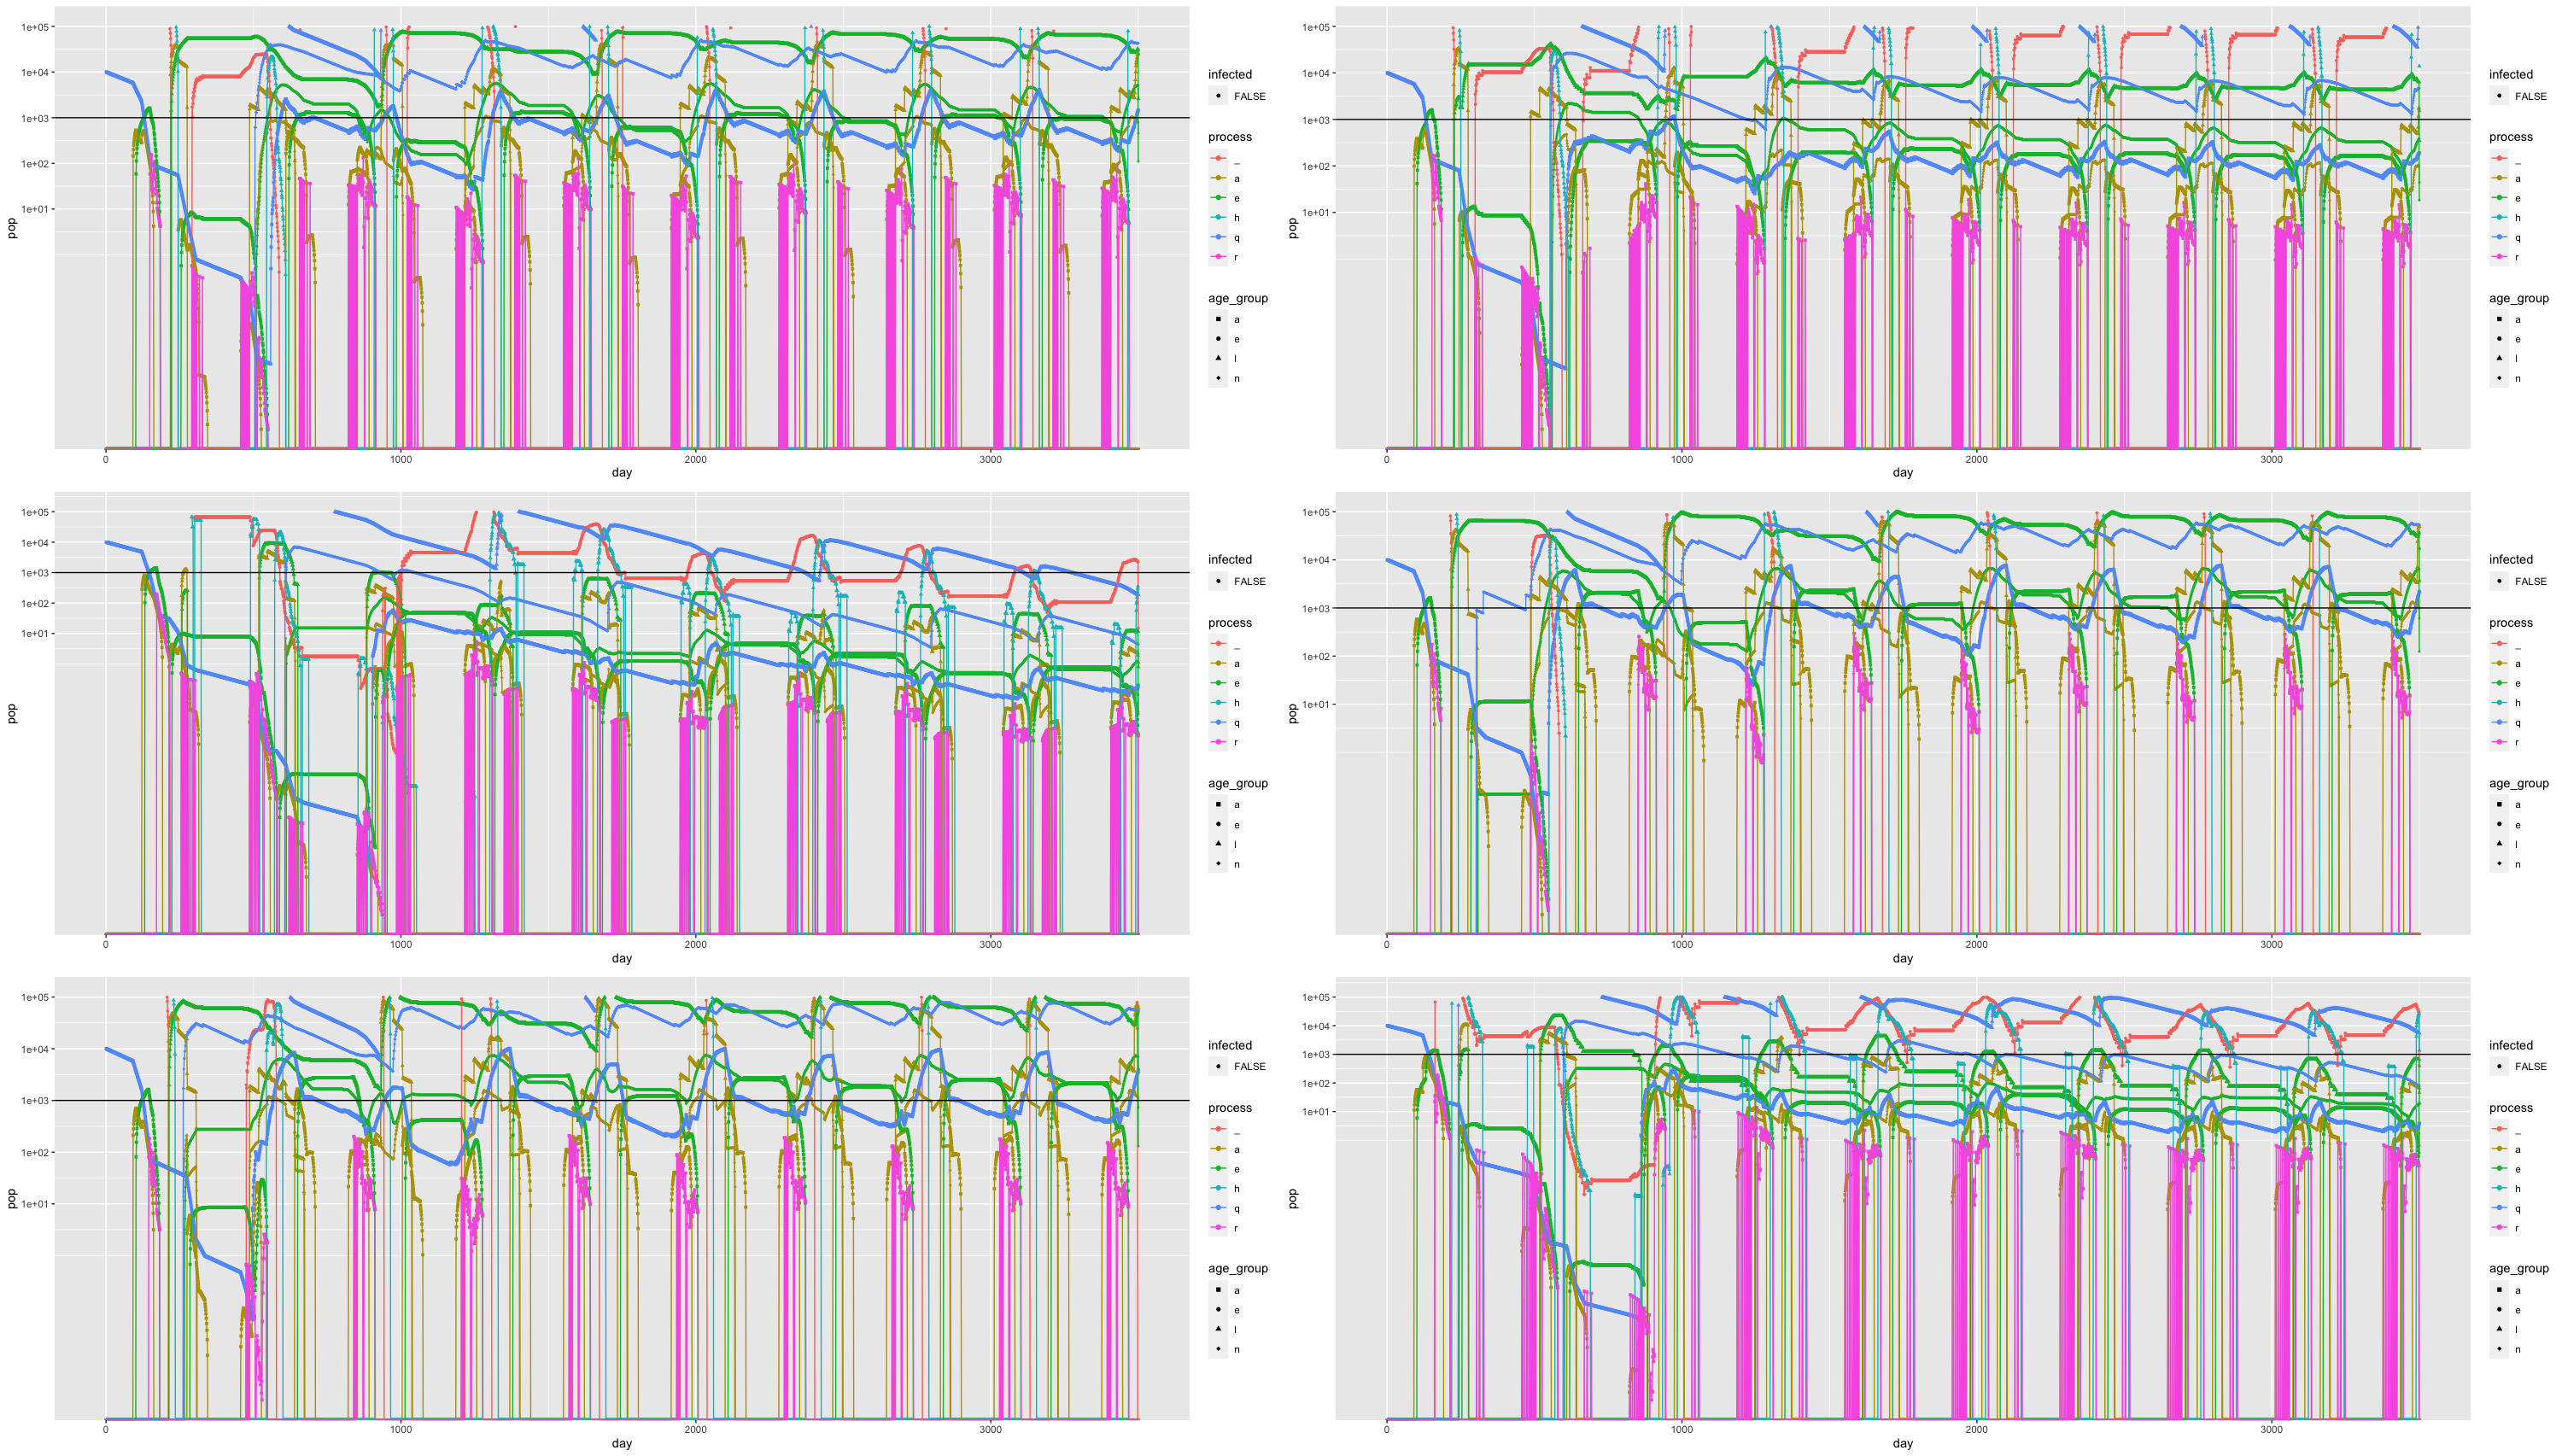 1e+05
1e+04
1e+03
1e+02
1e+01
pop
0
1000
2000
3000
day
infected
FALSE
process
_
a
e
h
q
r
age_group
a
e
l
n
1e+05
1e+04
1e+03
1e+02
1e+01
pop
0
1000
2000
3000
day
infected
FALSE
process
_
a
e
h
q
r
age_group
a
e
l
n
1e+05
1e+04
1e+03
1e+02
1e+01
pop
0
1000
2000
3000
day
infected
FALSE
process
_
a
e
h
q
r
age_group
a
e
l
n
1e+05
1e+04
1e+03
1e+02
1e+01
pop
0
1000
2000
3000
day
infected
FALSE
process
_
a
e
h
q
r
age_group
a
e
l
n
1e+05
1e+04
1e+03
1e+02
1e+01
pop
0
1000
2000
3000
day
infected
FALSE
process
_
a
e
h
q
r
age_group
a
e
l
n
1e+05
1e+04
1e+03
1e+02
1e+01
pop
0
1000
2000
3000
day
infected
FALSE
process
_
a
e
h
q
r
age_group
a
e
l
n